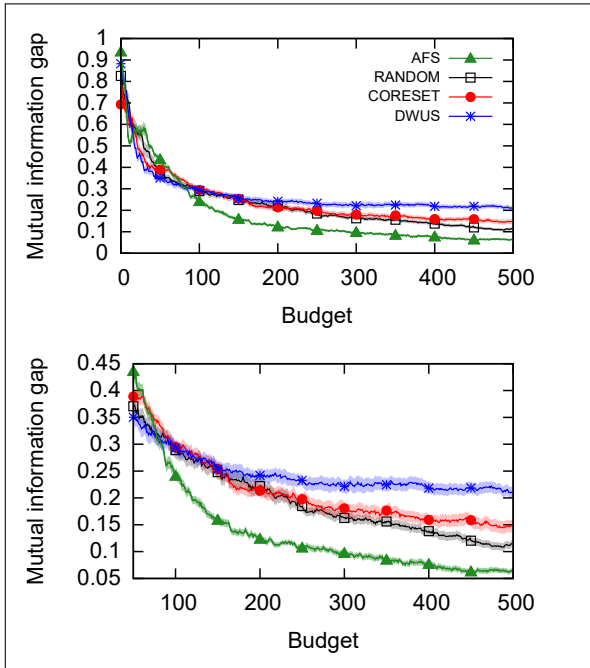 Mutual information gap
1
0.9
0.8
0.7
0.6
0.5
0.4
0.3
0.2
0.1
0
AFS
RANDOM
CORESET
DWUS
0 100 200 300 400 500
Budget
Mutual information gap
0.45
0.4
0.35
0.3
0.25
0.2
0.15
0.1
0.05
100 200 300 400 500
Budget